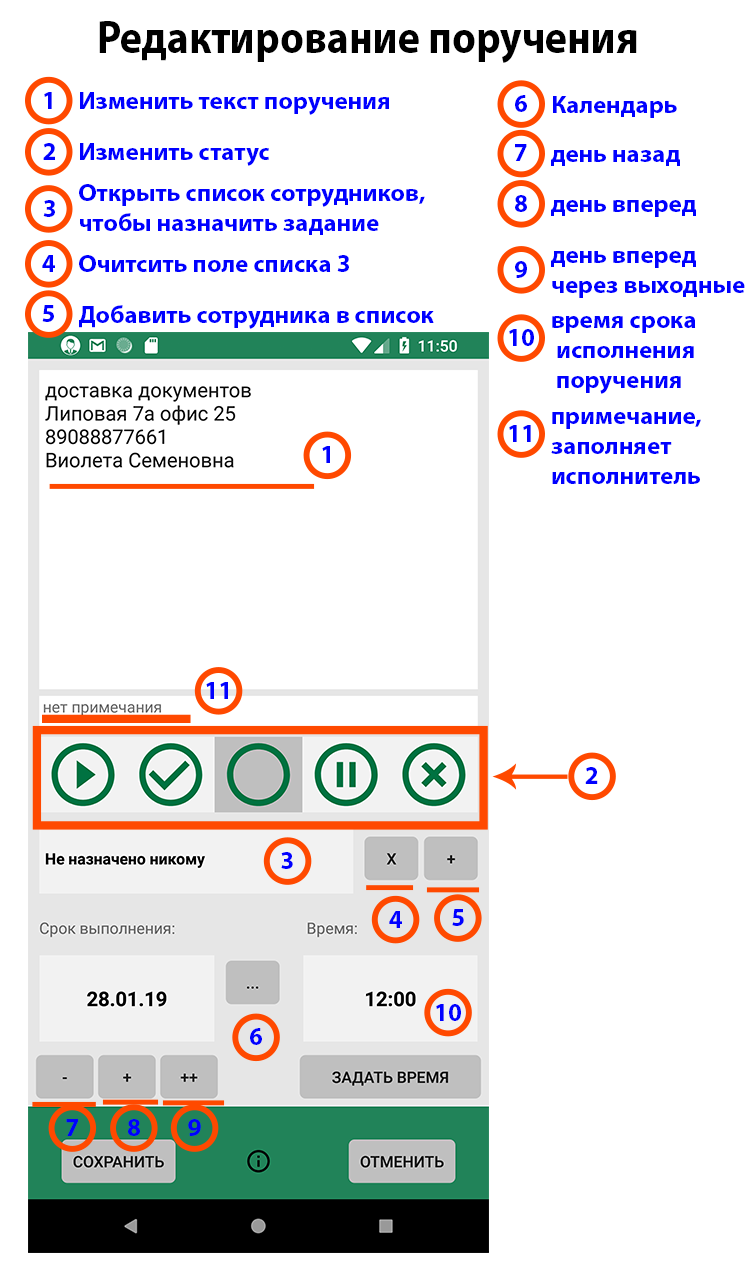 Редактирование поручения
1 Изменить текст поручения
2 Изменить статус
3 Открыть список сотрудников,
чтобы назначить задание
4 Очитсить поле списка 3
5 Добавить сотрудника в список
6 Календарь
7 день назад
8 день вперед
9 день вперед
через выходные
10 время срока
исполнения
поручения
11 примечание,
заполняет
исполнитель
11:50
доставка документов
Липовая 7а офис 25
89088877661
Виолета Семеновна
1
11
нет примечания
2
Не назначено никому
3
X
+
4
5
Срок выполнения:
Время:
28.01.19
...
12:00
10
6
-
+
++
ЗАДАТЬ ВРЕМЯ
7
8
9
СОХРАНИТЬ
ОТМЕНИТЬ